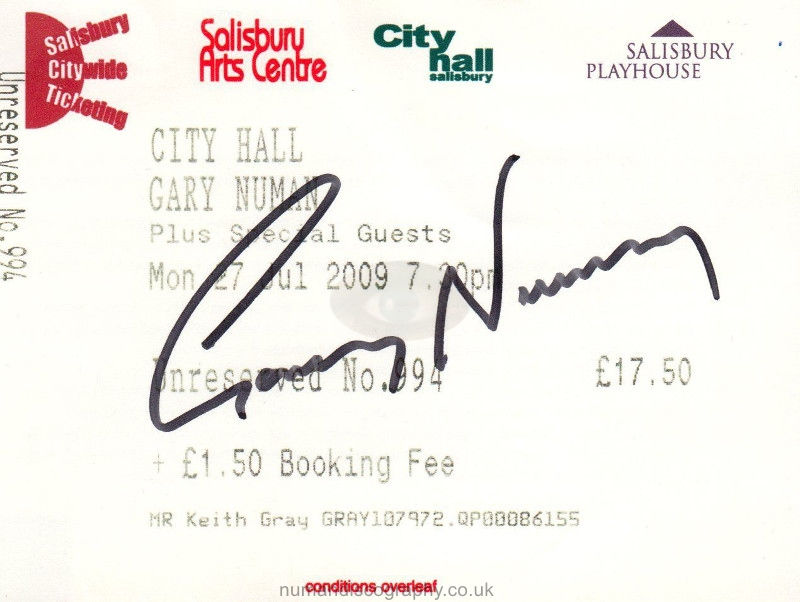 Salisbury
Citywide
Ticketing
Salisbury
Arts Centre
City
hall
salisbury
SALISBURY
PLAYHOUSE
Unreserved No.994
CITY HALL
GARY NUMAN
Plus Special Guests
Mon 27 Jul 2009 7.30pm
Gary Numan
Unreserved No.994 £17.50
+ £1.50 Booking Fee
MR Keith Gray GRAY107972.QP00086155
conditions overleaf
numandiscography.co.uk